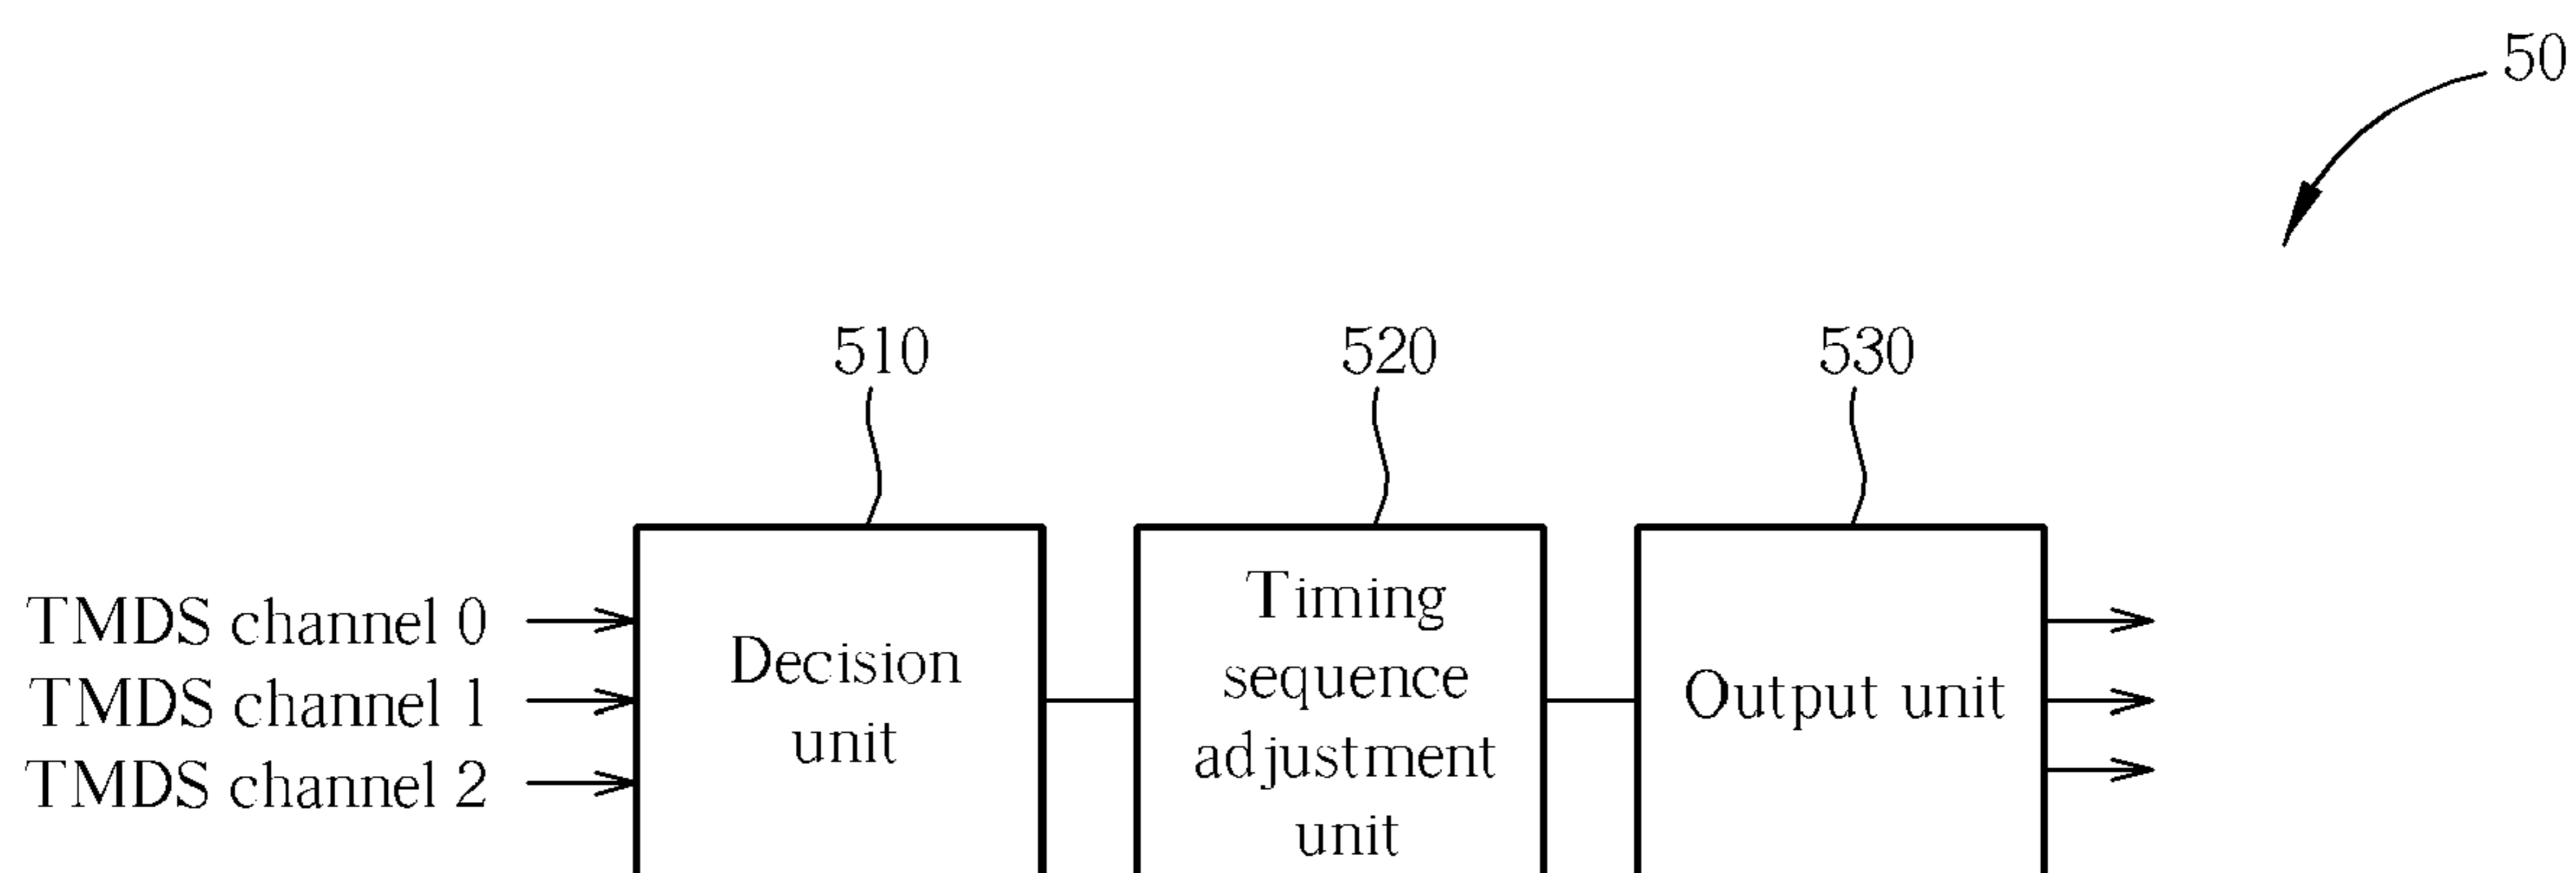 50
510
520
530
TMDS channel 0
TMDS channel 1
TMDS channel 2
Decision
unit
Timing
sequence
adjustment
unit
Output unit